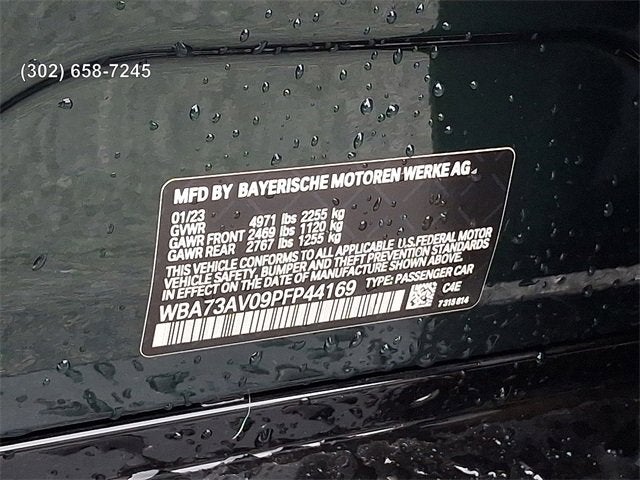 (302) 658-7245
MFD BY BAYERISCHE MOTOREN WERKE AG
01/23
GVWR 4971 lbs 2255 kg
GAWR FRONT 2469 lbs 1120 kg
GAWR REAR 2767 lbs 1255 kg
THIS VEHICLE CONFORMS TO ALL APPLICABLE U.S. FEDERAL MOTOR
VEHICLE SAFETY, BUMPER AND THEFT PREVENTION STANDARDS
IN EFFECT ON THE DATE OF MANUFACTURE SHOWN ABOVE.
WBA73AV09PFP44169 TYPE: PASSENGER CAR
C4E
7315814